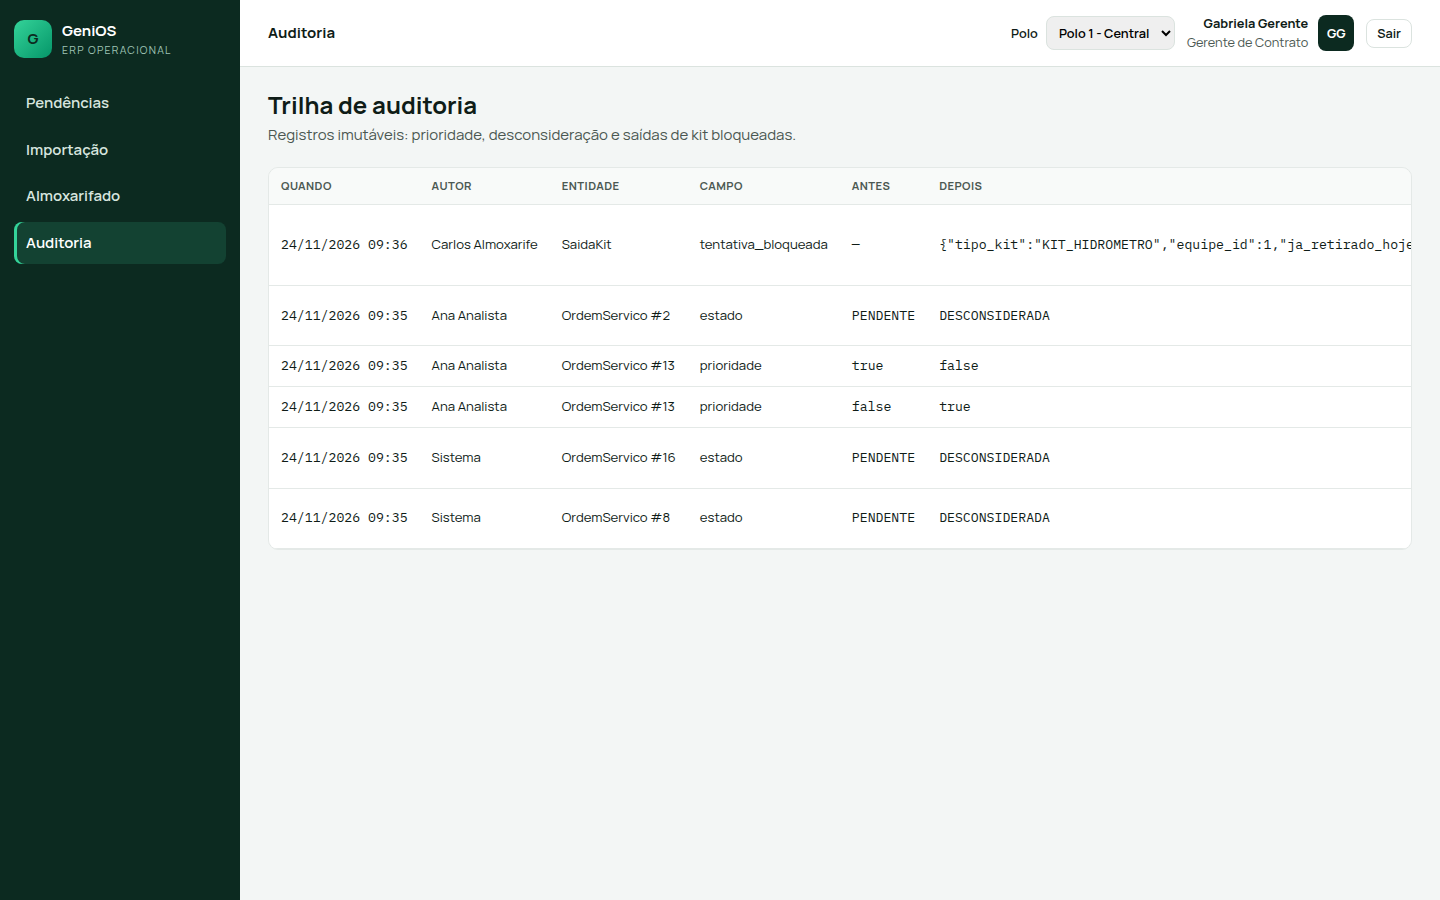 G
GeniOS
ERP OPERACIONAL
Pendências
Importação
Almoxarifado
Auditoria
Auditoria
Polo
Polo 1 - Central
Gabriela Gerente
Gerente de Contrato
GG
Sair
Trilha de auditoria
Registros imutáveis: prioridade, desconsideração e saídas de kit bloqueadas.
QUANDO AUTOR ENTIDADE CAMPO ANTES DEPOIS
24/11/2026 09:36 Carlos Almoxarife SaidaKit tentativa_bloqueada — {"tipo_kit":"KIT_HIDROMETRO","equipe_id":1,"ja_retirado_hoje
24/11/2026 09:35 Ana Analista OrdemServico #2 estado PENDENTE DESCONSIDERADA
24/11/2026 09:35 Ana Analista OrdemServico #13 prioridade true false
24/11/2026 09:35 Ana Analista OrdemServico #13 prioridade false true
24/11/2026 09:35 Sistema OrdemServico #16 estado PENDENTE DESCONSIDERADA
24/11/2026 09:35 Sistema OrdemServico #8 estado PENDENTE DESCONSIDERADA